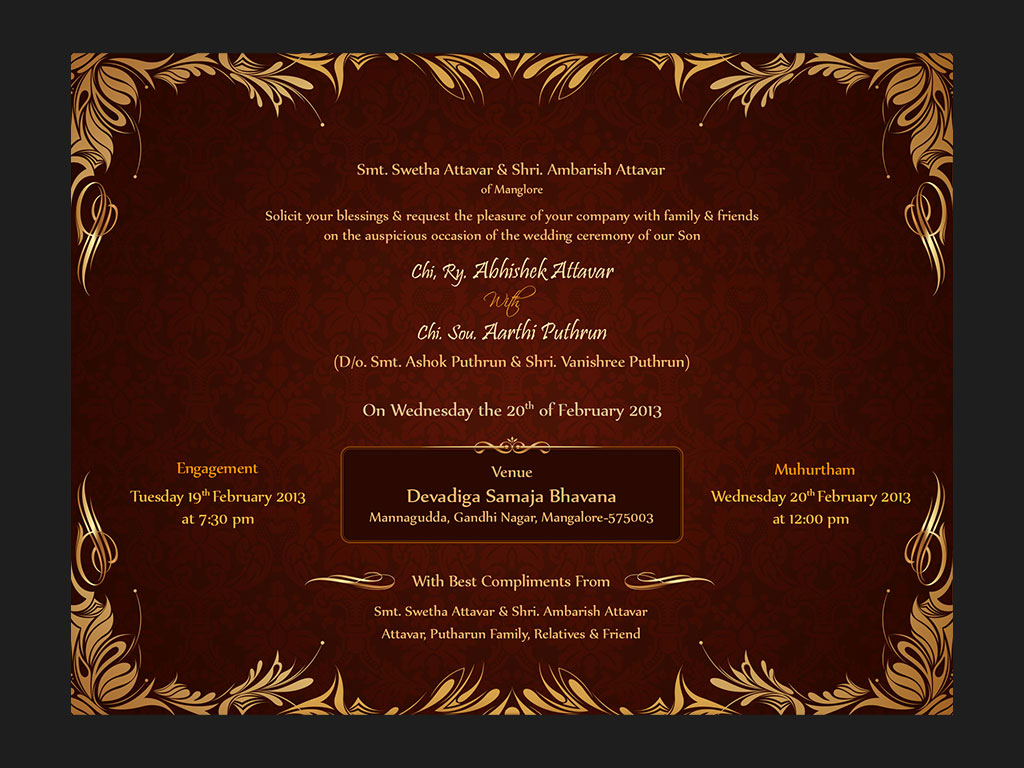 Smt. Swetha Attavar & Shri. Ambarish Attavar
of Manglore
Solicit your blessings & request the pleasure of your company with family & friends
on the auspicious occasion of the wedding ceremony of our Son
Chi, Ry. Abhishek Attavar
With
Chi. Sou. Aarthi Puthrun
(D/o. Smt. Ashok Puthrun & Shri. Vanishree Puthrun)
On Wednesday the 20th of February 2013
Engagement
Tuesday 19th February 2013
at 7:30 pm
Venue
Devadiga Samaja Bhavana
Mannagudda, Gandhi Nagar, Mangalore-575003
Muhurtham
Wednesday 20th February 2013
at 12:00 pm
With Best Compliments From
Smt. Swetha Attavar & Shri. Ambarish Attavar
Attavar, Putharun Family, Relatives & Friend